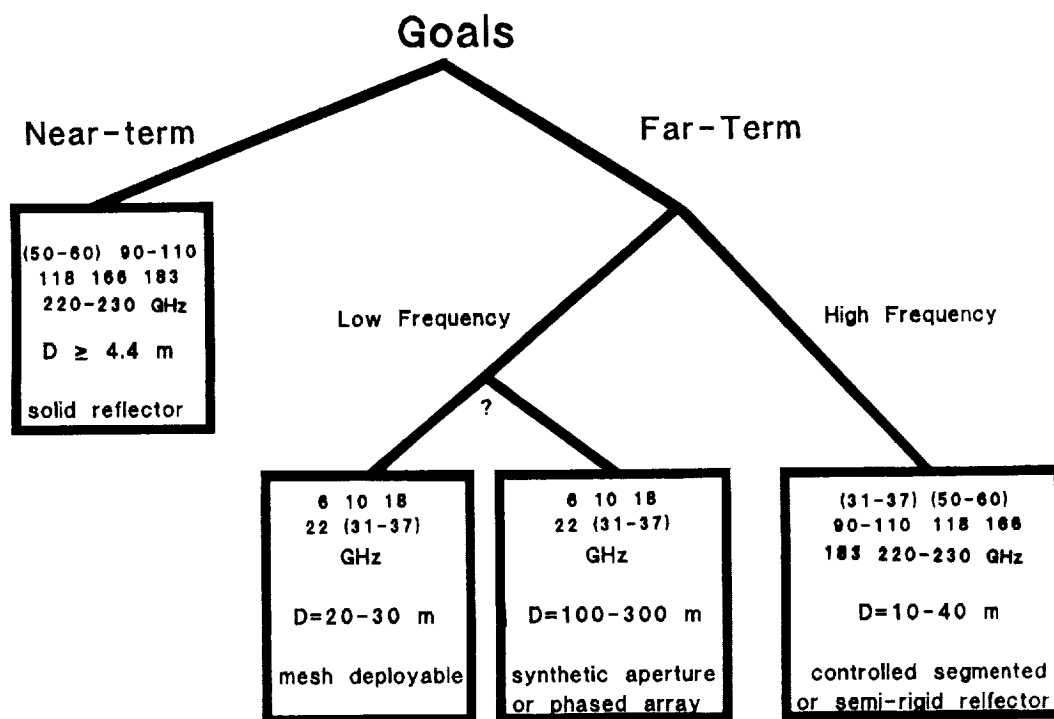 Goals
Near-term
Far-Term
(50-60) 90-110
118 166 183
220-230 GHz
D ≥ 4.4 m
solid reflector
Low Frequency
High Frequency
?
6 10 18
22 (31-37)
GHz
D=20-30 m
mesh deployable
6 10 18
22 (31-37)
GHz
D=100-300 m
synthetic aperture
or phased array
(31-37) (50-60)
90-110 118 166
183 220-230 GHz
D=10-40 m
controlled segmented
or semi-rigid relfector